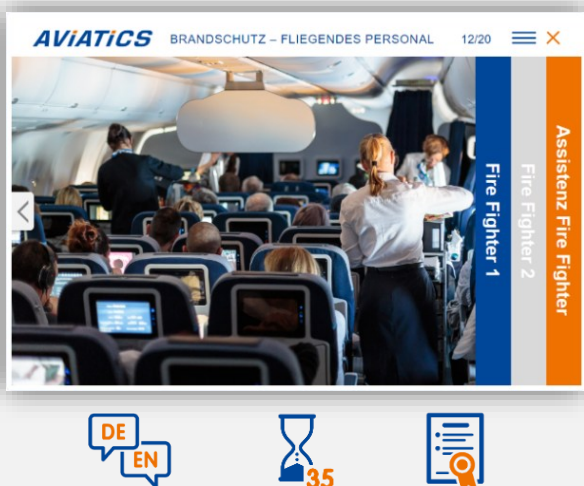 AViATiCS BRANDSCHUTZ – FLIEGENDES PERSONAL 12/20
Fire Fighter 1
Fire Fighter 2
Assistenz Fire Fighter
DE
EN
35